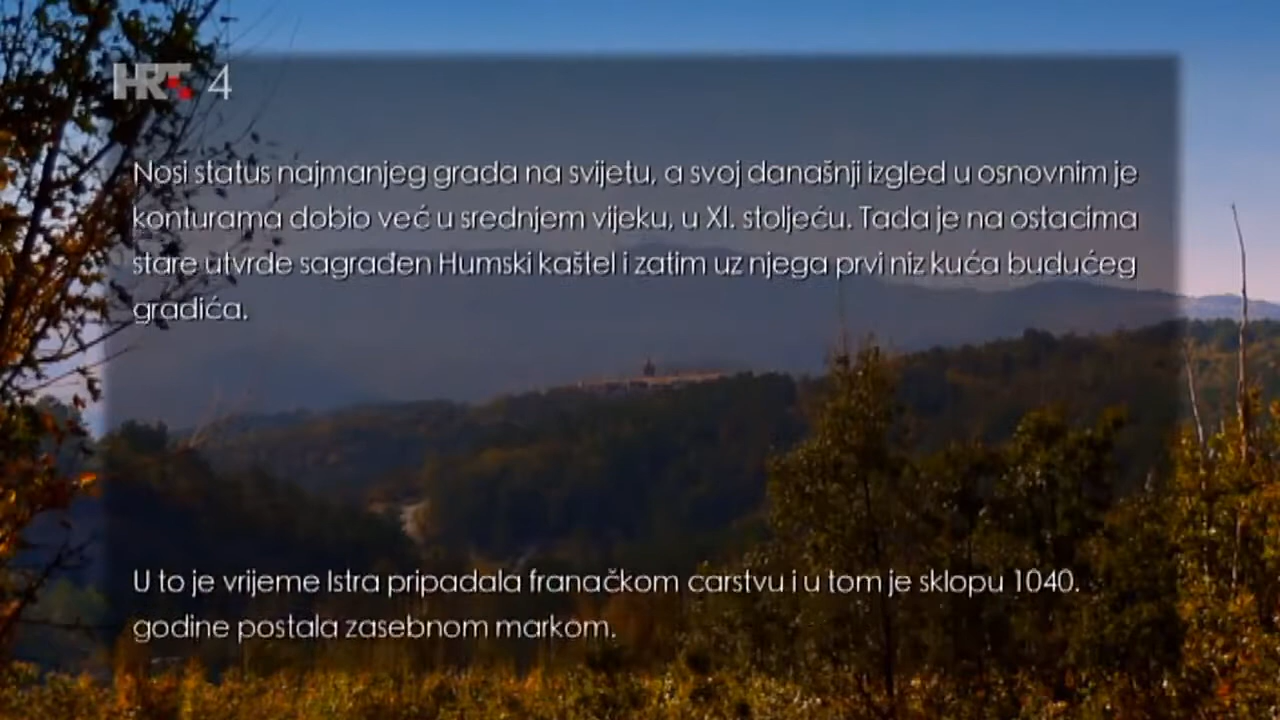 HRT 4
Nosi status najmanjeg grada na svijetu, a svoj današnji izgled u osnovnim je
konturama dobio već u srednjem vijeku, u XI. stoljeću. Tada je na ostacima
stare utvrde sagrađen Humski kaštel i zatim uz njega prvi niz kuća budućeg
gradića.
U to je vrijeme Istra pripadala franačkom carstvu i u tom je sklopu 1040.
godine postala zasebnom markom.